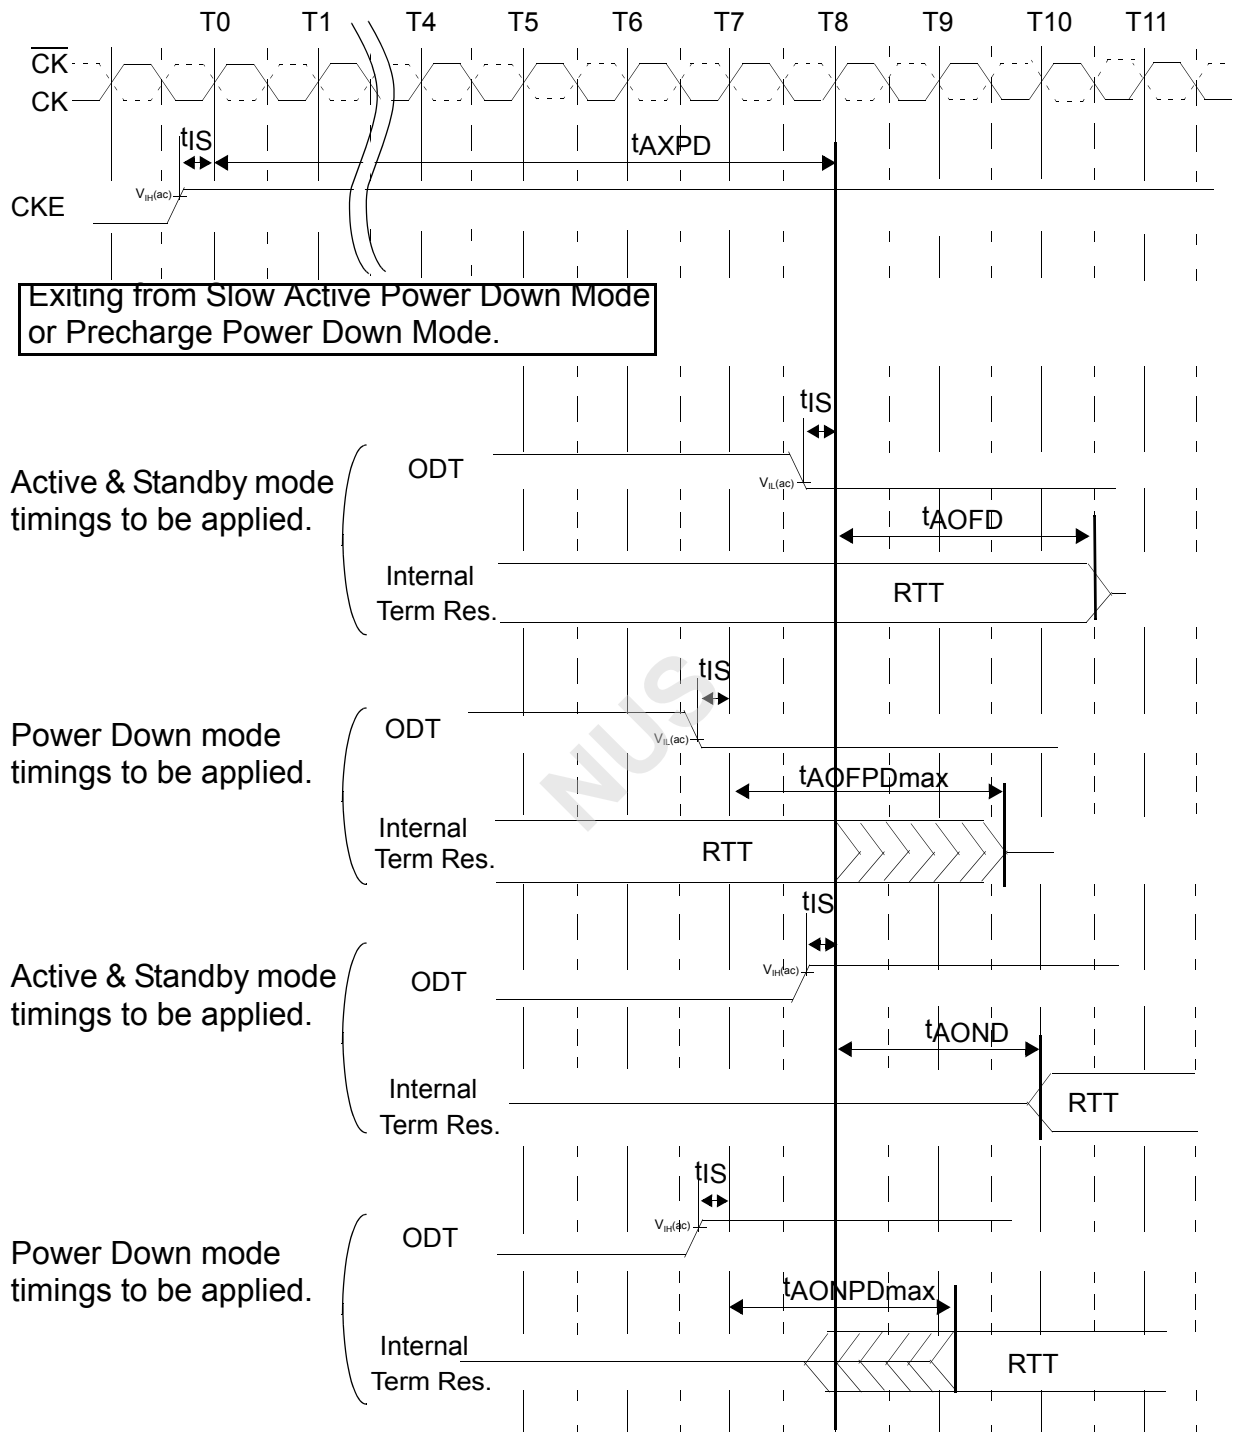 T0 T1 T4 T5 T6 T7 T8 T9 T10 T11
CK
CK
tIS
tAXPD
VIH(ac)
CKE
Exiting from Slow Active Power Down Mode
or Precharge Power Down Mode.
tIS
ODT
Active & Standby mode
timings to be applied.
VIL(ac)
tAOFD
Internal
Term Res.
RTT
tIS
ODT
Power Down mode
timings to be applied.
VIL(ac)
tAOFPDmax
Internal
Term Res.
RTT
NUS
tIS
Active & Standby mode
timings to be applied.
ODT
VIH(ac)
tAOND
Internal
Term Res.
RTT
tIS
VIH(ac)
ODT
Power Down mode
timings to be applied.
tAONPDmax
Internal
Term Res.
RTT